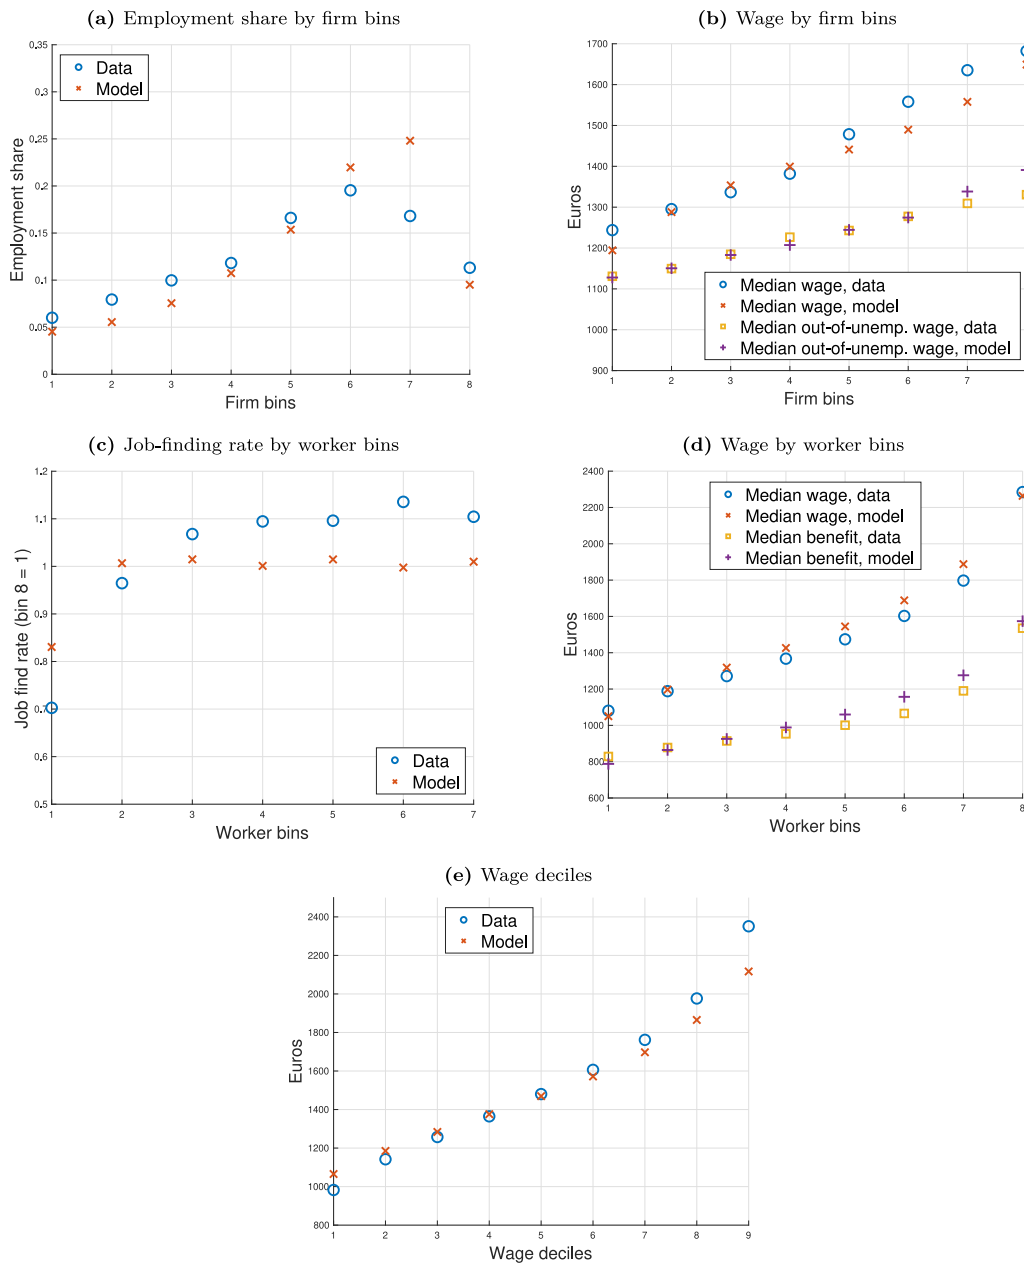 (a) Employment share by firm bins
0.35
0.3
0.25
0.2
0.15
0.1
0.05
0
Employment share
Data
Model
1 2 3 4 5 6 7 8
Firm bins
(b) Wage by firm bins
1700
1600
1500
1400
1300
1200
1100
1000
900
Euros
Median wage, data
Median wage, model
Median out-of-unemp. wage, data
Median out-of-unemp. wage, model
1 2 3 4 5 6 7 8
Firm bins
(c) Job-finding rate by worker bins
1.2
1.1
1
0.9
0.8
0.7
0.6
0.5
Job find rate (bin 8 = 1)
Data
Model
1 2 3 4 5 6 7
Worker bins
(d) Wage by worker bins
2400
2200
2000
1800
1600
1400
1200
1000
800
600
Euros
Median wage, data
Median wage, model
Median benefit, data
Median benefit, model
1 2 3 4 5 6 7 8
Worker bins
(e) Wage deciles
2400
2200
2000
1800
1600
1400
1200
1000
800
Euros
Data
Model
1 2 3 4 5 6 7 8 9
Wage deciles